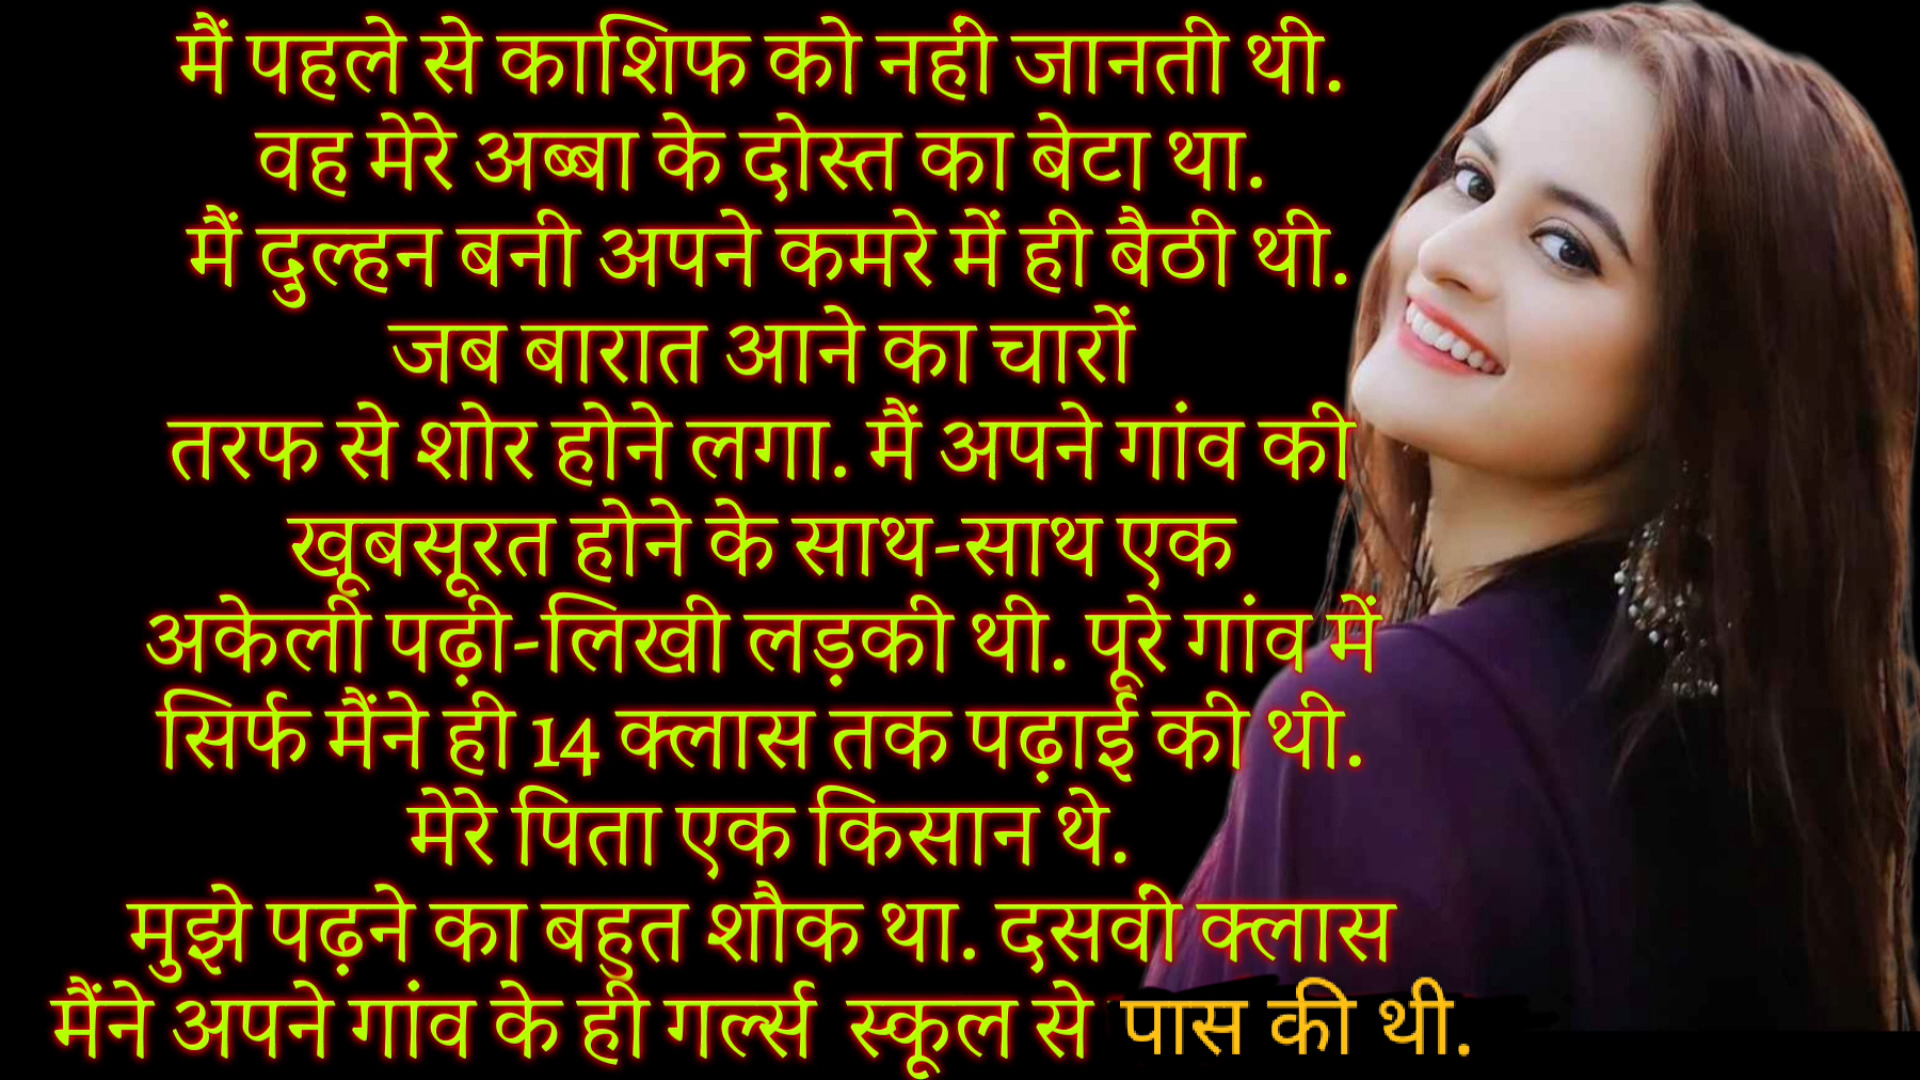 मैं पहले से काशिफ को नहीं जानती थी.
वह मेरे अब्बा के दोस्त का बेटा था.
मैं दुल्हन बनी अपने कमरे में ही बैठी थी.
जब बारात आने का चारों
तरफ से शोर होने लगा. मैं अपने गांव की
खूबसूरत होने के साथ-साथ एक
अकेली पढ़ी-लिखी लड़की थी. पूरे गांव में
सिर्फ मैंने ही 14 क्लास तक पढ़ाई की थी.
मेरे पिता एक किसान थे.
मुझे पढ़ने का बहुत शौक था. दसवीं क्लास
मैंने अपने गांव के ही गर्ल्स स्कूल से पास की थी.